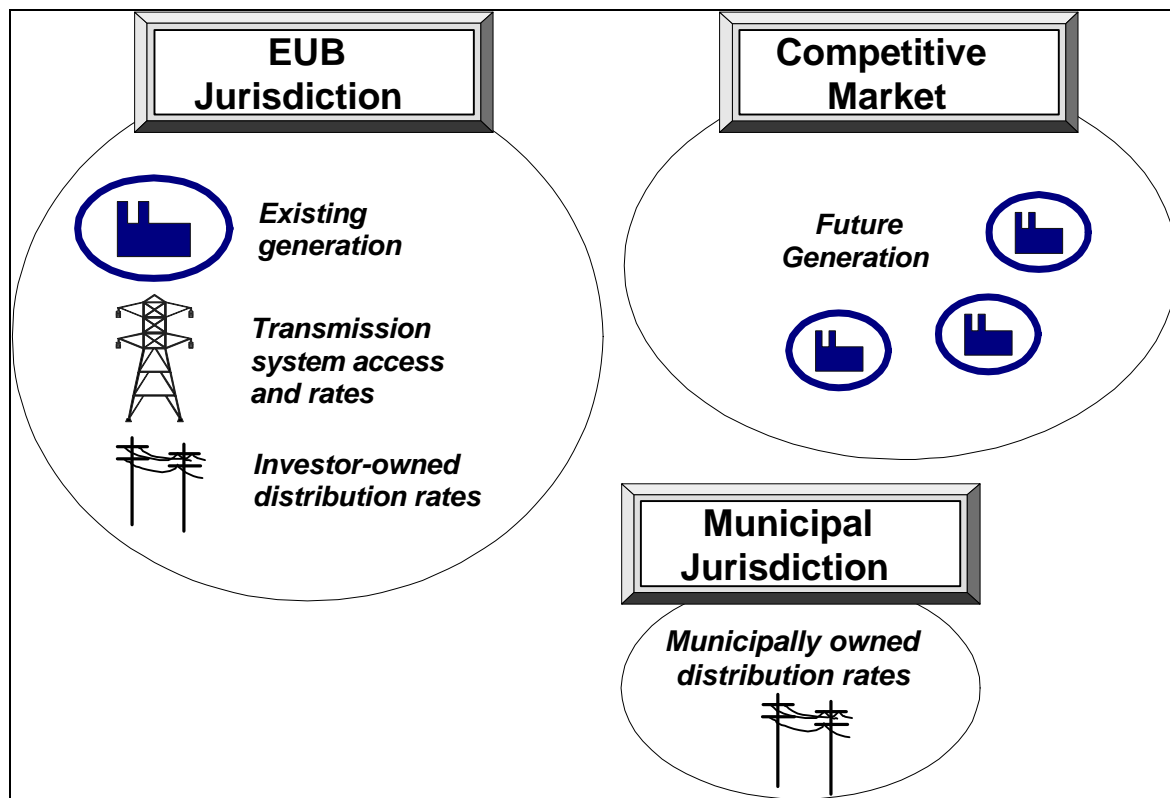 EUB
Jurisdiction
Existing
generation
Transmission
system access
and rates
Investor-owned
distribution rates
Competitive
Market
Future
Generation
Municipal
Jurisdiction
Municipally owned
distribution rates